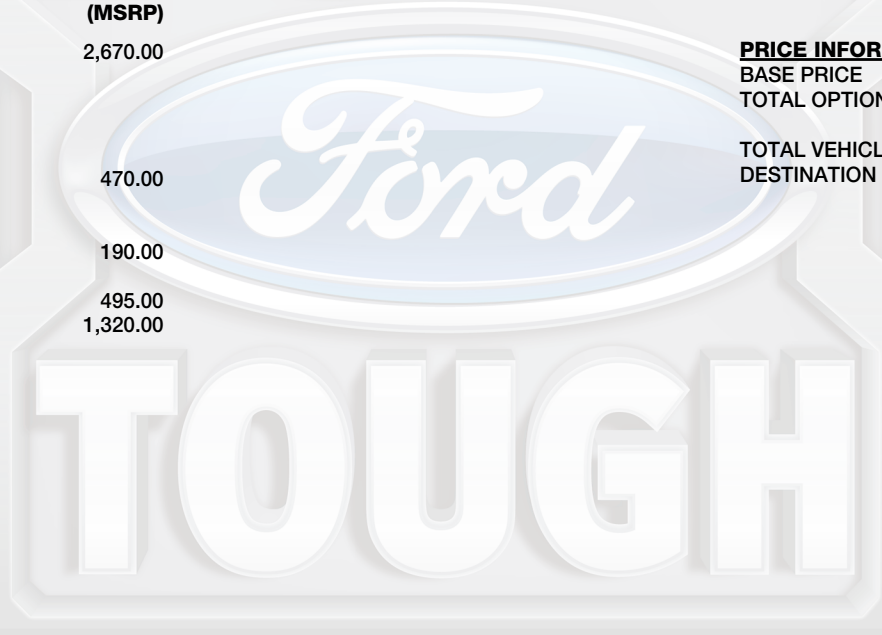 (MSRP)
2,670.00
470.00
190.00
495.00
1,320.00
PRICE INFOR
BASE PRICE
TOTAL OPTION
TOTAL VEHICL
DESTINATION
Ford
TOUGH